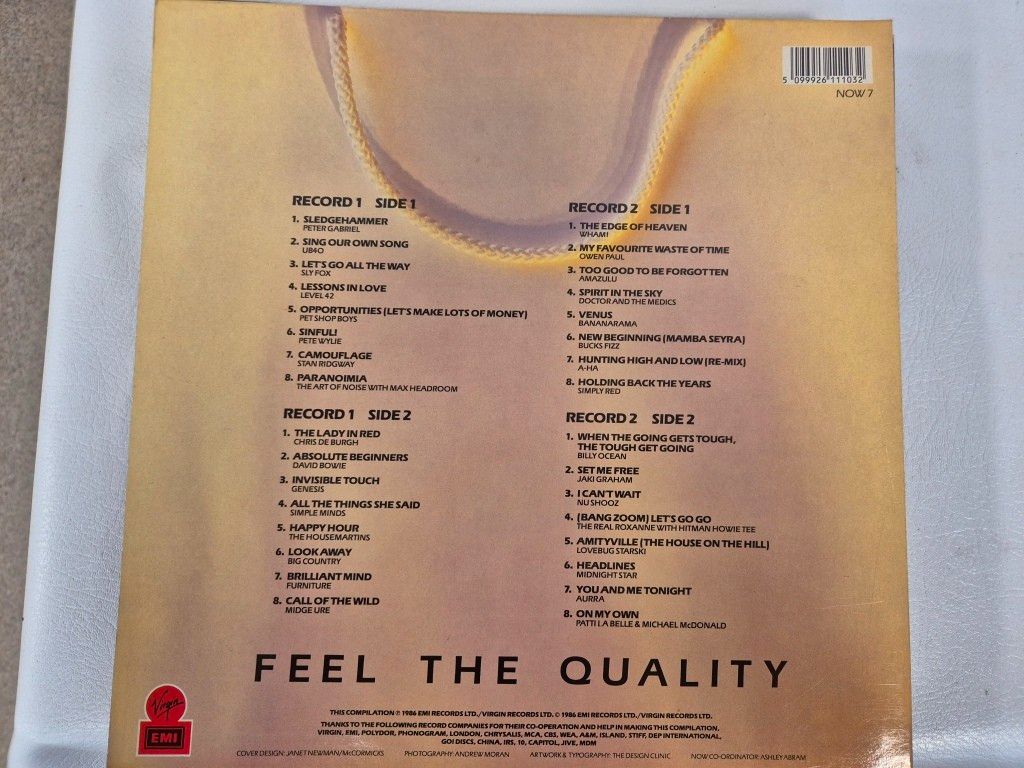 5 099926 111032
NOW 7
RECORD 1 SIDE 1
1. SLEDGEHAMMER
PETER GABRIEL
2. SING OUR OWN SONG
UB40
3. LET'S GO ALL THE WAY
SLY FOX
4. LESSONS IN LOVE
LEVEL 42
5. OPPORTUNITIES (LET'S MAKE LOTS OF MONEY)
PET SHOP BOYS
6. SINFUL!
PETE WYLIE
7. CAMOUFLAGE
STAN RIDGWAY
8. PARANOIMIA
THE ART OF NOISE WITH MAX HEADROOM
RECORD 1 SIDE 2
1. THE LADY IN RED
CHRIS DE BURGH
2. ABSOLUTE BEGINNERS
DAVID BOWIE
3. INVISIBLE TOUCH
GENESIS
4. ALL THE THINGS SHE SAID
SIMPLE MINDS
5. HAPPY HOUR
THE HOUSEMARTINS
6. LOOK AWAY
BIG COUNTRY
7. BRILLIANT MIND
FURNITURE
8. CALL OF THE WILD
MIDGE URE
RECORD 2 SIDE 1
1. THE EDGE OF HEAVEN
WHAM!
2. MY FAVOURITE WASTE OF TIME
OWEN PAUL
3. TOO GOOD TO BE FORGOTTEN
AMAZULU
4. SPIRIT IN THE SKY
DOCTOR AND THE MEDICS
5. VENUS
BANANARAMA
6. NEW BEGINNING (MAMBA SEYRA)
BUCKS FIZZ
7. HUNTING HIGH AND LOW (RE-MIX)
A-HA
8. HOLDING BACK THE YEARS
SIMPLY RED
RECORD 2 SIDE 2
1. WHEN THE GOING GETS TOUGH,
THE TOUGH GET GOING
BILLY OCEAN
2. SET ME FREE
JAKI GRAHAM
3. I CAN'T WAIT
NU SHOOZ
4. (BANG ZOOM) LET'S GO GO
THE REAL ROXANNE WITH HITMAN HOWIE TEE
5. AMITYVILLE (THE HOUSE ON THE HILL)
LOVEBUG STARSKI
6. HEADLINES
MIDNIGHT STAR
7. YOU AND ME TONIGHT
AURRA
8. ON MY OWN
PATTI LA BELLE & MICHAEL McDONALD
FEEL THE QUALITY
Virgin
EMI
THIS COMPILATION ℗ 1986 EMI RECORDS LTD./VIRGIN RECORDS LTD. © 1986 EMI RECORDS LTD./VIRGIN RECORDS LTD.
THANKS TO THE FOLLOWING RECORD COMPANIES FOR THEIR CO-OPERATION AND HELP IN MAKING THIS COMPILATION,
VIRGIN, EMI, POLYDOR, PHONOGRAM, LONDON, CHRYSALIS, MCA, CBS, WEA, A&M, ISLAND, STIFF, DEP INTERNATIONAL,
GO! DISCS, CHINA, IRS, 10, CAPITOL, JIVE, MDM
COVER DESIGN: JANET NEWMAN/McCORMICKS PHOTOGRAPHY: ANDREW MORAN ARTWORK & TYPOGRAPHY: THE DESIGN CLINIC NOW CO-ORDINATOR: ASHLEY ABRAM